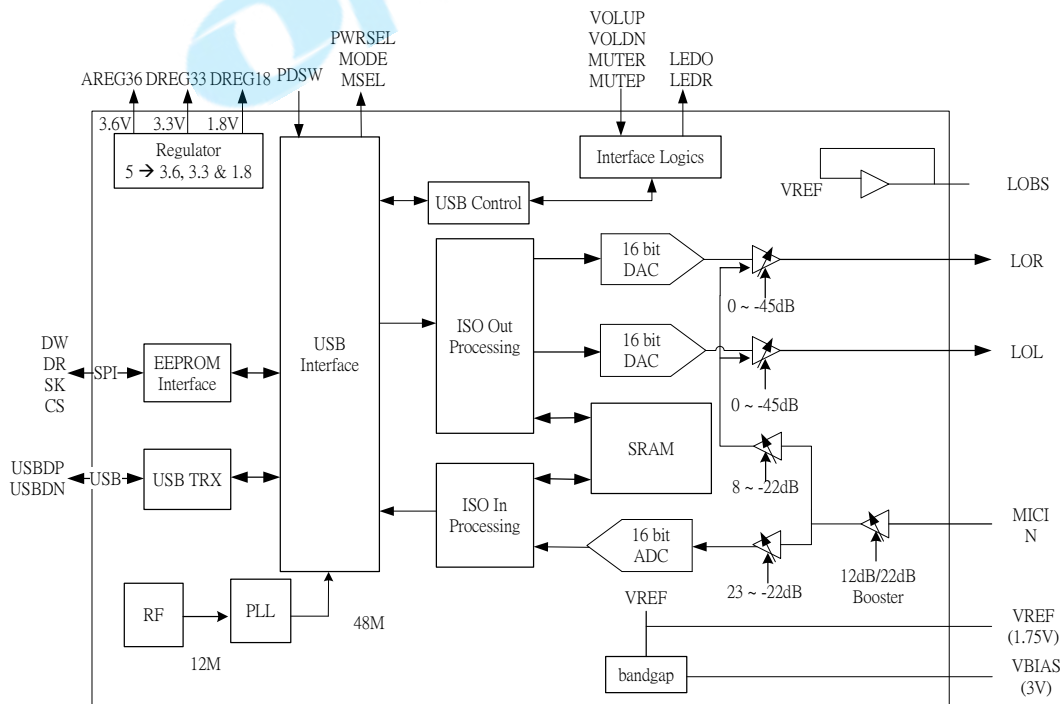 VOLUP
VOLDN
MUTER
MUTEP
PWRSEL
MODE
MSEL
LEDO
LEDR
AREG36 DREG33 DREG18 PDSW
3.6V 3.3V 1.8V
Regulator
5 → 3.6, 3.3 & 1.8
Interface Logics
USB Control
VREF
LOBS
16 bit
DAC
LOR
0 ~ -45dB
ISO Out
Processing
USB
Interface
16 bit
DAC
LOL
0 ~ -45dB
DW
DR
SK
CS
SPI
EEPROM
Interface
SRAM
8 ~ -22dB
USBDP
USBDN
USB
USB TRX
ISO In
Processing
16 bit
ADC
23 ~ -22dB
12dB/22dB
Booster
MICI
N
RF
12M
PLL
48M
VREF
VREF
(1.75V)
bandgap
VBIAS
(3V)